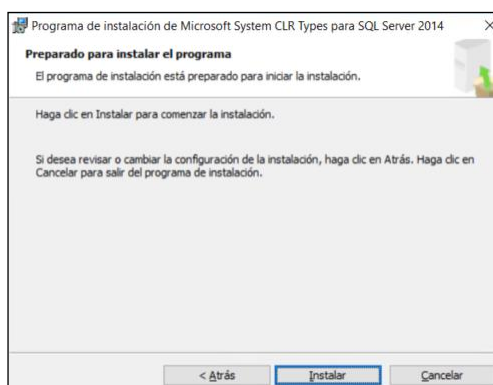 Programa de instalación de Microsoft System CLR Types para SQL Server 2014
Preparado para instalar el programa
El programa de instalación está preparado para iniciar la instalación.
Haga clic en Instalar para comenzar la instalación.
Si desea revisar o cambiar la configuración de la instalación, haga clic en Atrás. Haga clic en
Cancelar para salir del programa de instalación.
< Atrás Instalar Cancelar